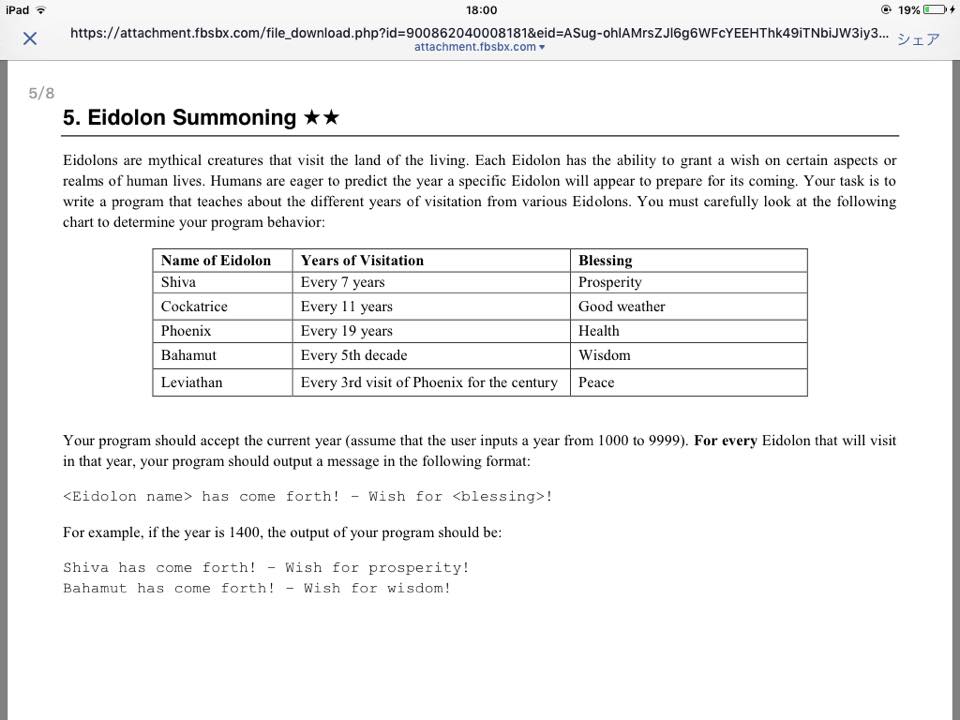 iPad 18:00 19%
https://attachment.fbsbx.com/file_download.php?id=900862040008181&eid=ASug-ohlAMrsZJl6g6WFcYEEHThk49iTNbiJW3iy3... シェア
attachment.fbsbx.com
5/8
5. Eidolon Summoning ★★
Eidolons are mythical creatures that visit the land of the living. Each Eidolon has the ability to grant a wish on certain aspects or
realms of human lives. Humans are eager to predict the year a specific Eidolon will appear to prepare for its coming. Your task is to
write a program that teaches about the different years of visitation from various Eidolons. You must carefully look at the following
chart to determine your program behavior:
Name of Eidolon Years of Visitation Blessing
Shiva Every 7 years Prosperity
Cockatrice Every 11 years Good weather
Phoenix Every 19 years Health
Bahamut Every 5th decade Wisdom
Leviathan Every 3rd visit of Phoenix for the century Peace
Your program should accept the current year (assume that the user inputs a year from 1000 to 9999). For every Eidolon that will visit
in that year, your program should output a message in the following format:
<Eidolon name> has come forth! – Wish for <blessing>!
For example, if the year is 1400, the output of your program should be:
Shiva has come forth! – Wish for prosperity!
Bahamut has come forth! – Wish for wisdom!